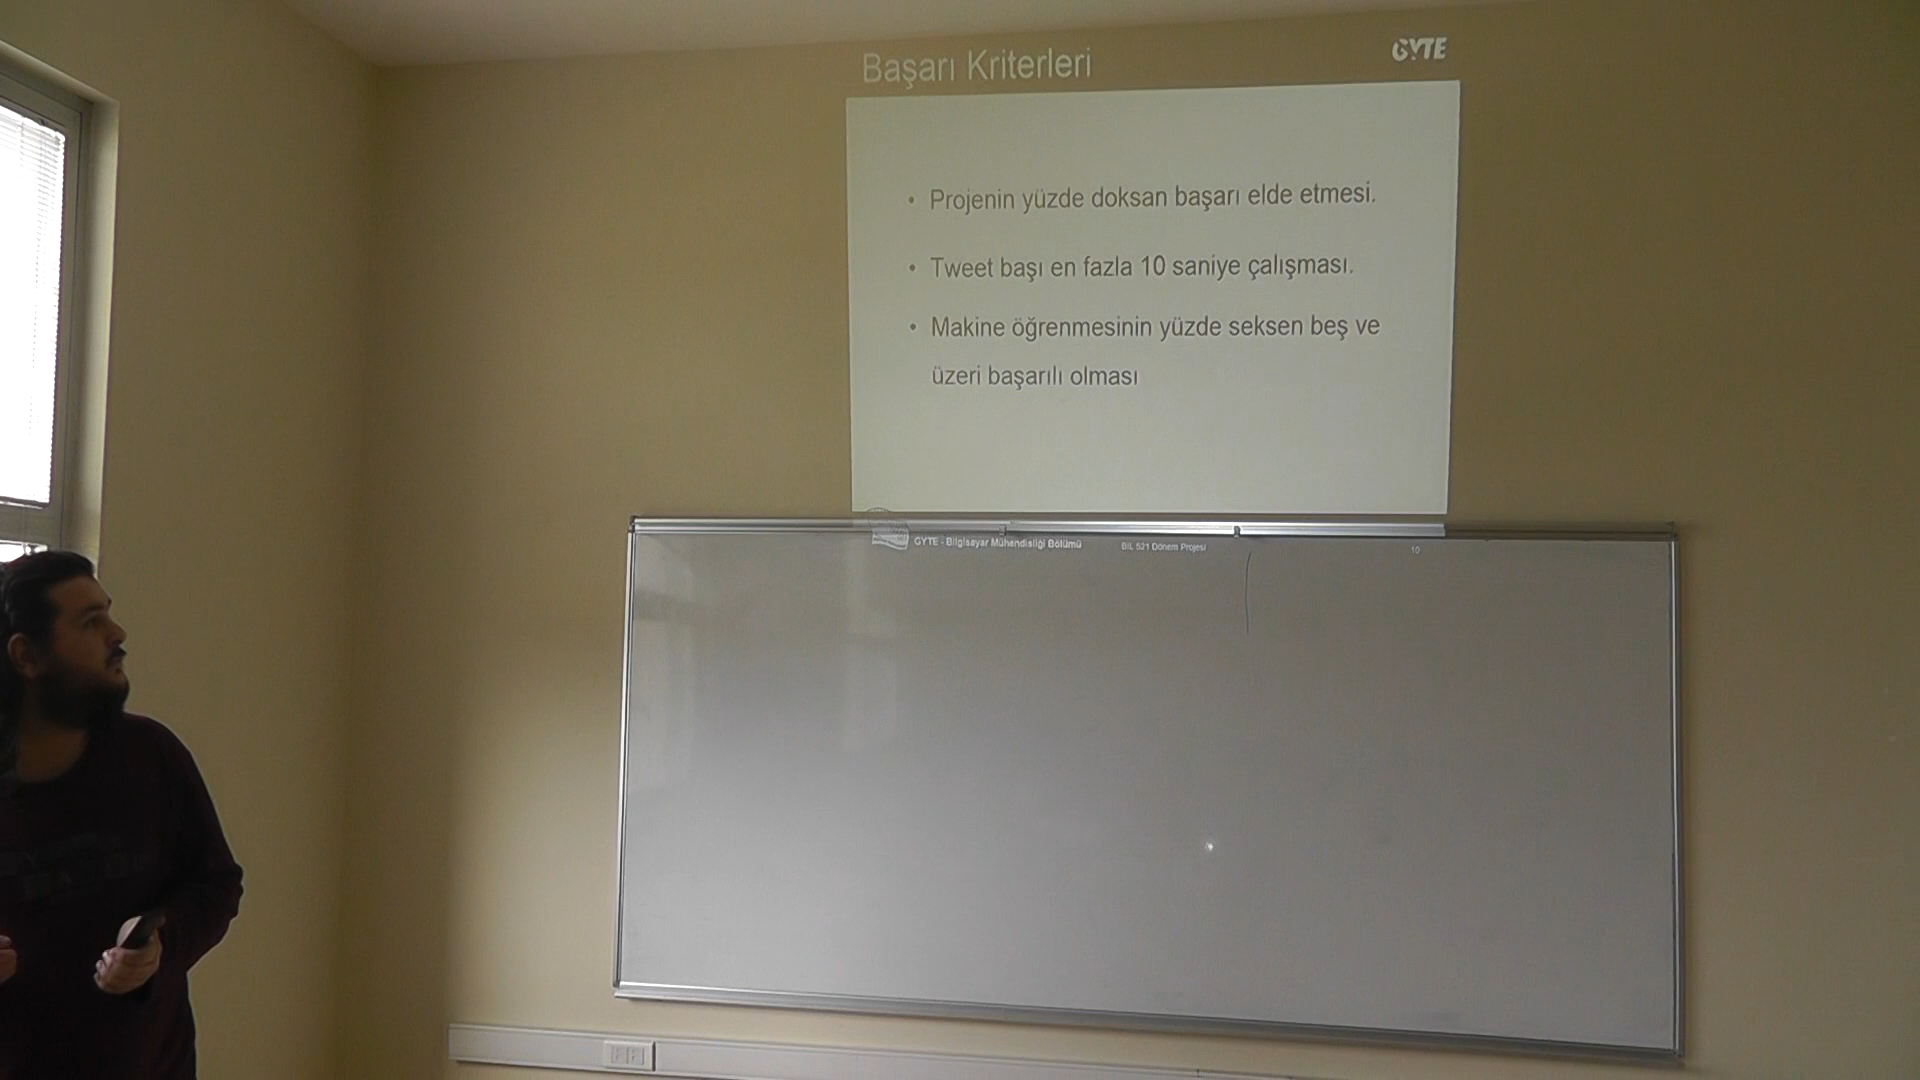 Başarı Kriterleri
GYTE
• Projenin yüzde doksan başarı elde etmesi.
• Tweet başı en fazla 10 saniye çalışması.
• Makine öğrenmesinin yüzde seksen beş ve
üzeri başarılı olması
GYTE - Bilgisayar Mühendisliği Bölümü
BİL 521 Dönem Projesi
10